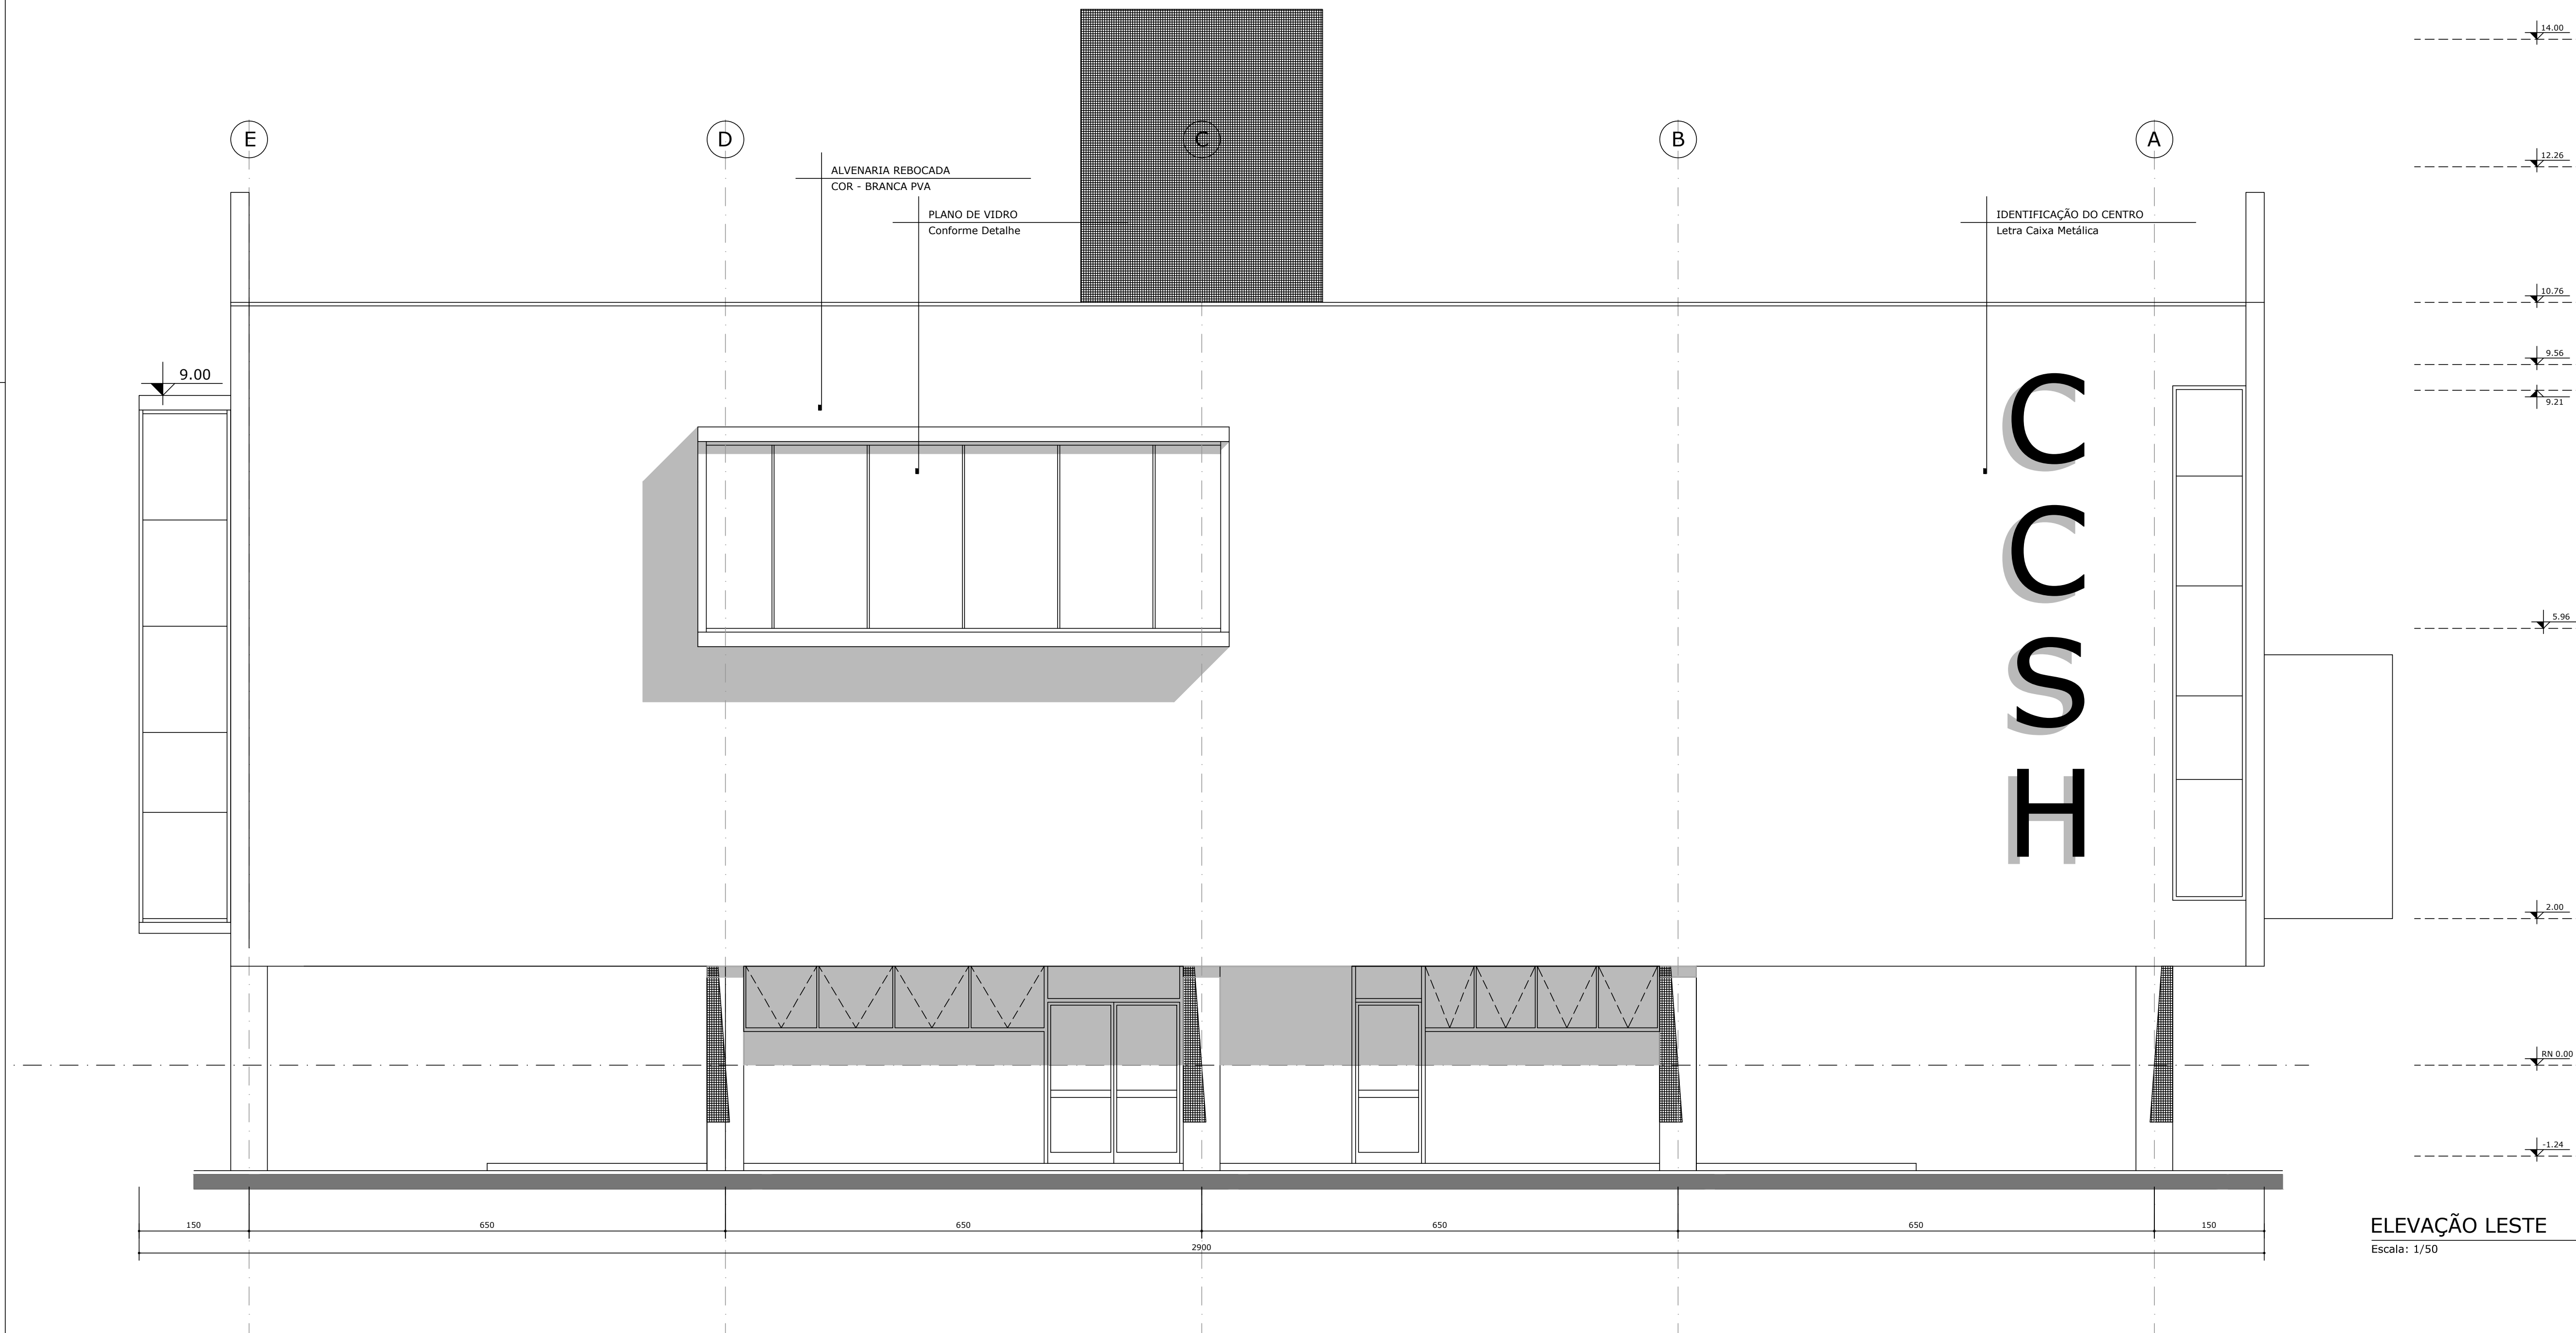 14.00
E
D
C
B
A
12.26
ALVENARIA REBOCADA
COR - BRANCA PVA
PLANO DE VIDRO
Conforme Detalhe
IDENTIFICAÇÃO DO CENTRO
Letra Caixa Metálica
10.76
9.56
9.00
9.21
C
C
S
H
5.96
2.00
RN 0.00
-1.24
150
650
650
650
650
150
2900
ELEVAÇÃO LESTE
Escala: 1/50